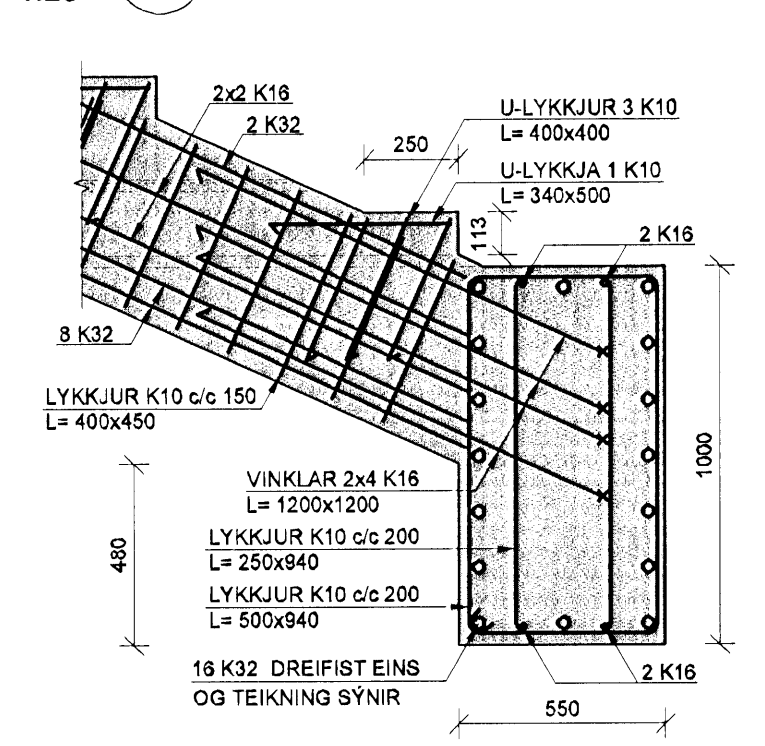 2x2 K16
2 K32
250
U-LYKKJUR 3 K10
L= 400x400
U-LYKKJA 1 K10
L= 340x500
113
2 K16
8 K32
LYKKJUR K10 c/c 150
L= 400x450
1000
VINKLAR 2x4 K16
L= 1200x1200
480
LYKKJUR K10 c/c 200
L= 250x940
LYKKJUR K10 c/c 200
L= 500x940
16 K32 DREIFIST EINS
OG TEIKNING SÝNIR
2 K16
550